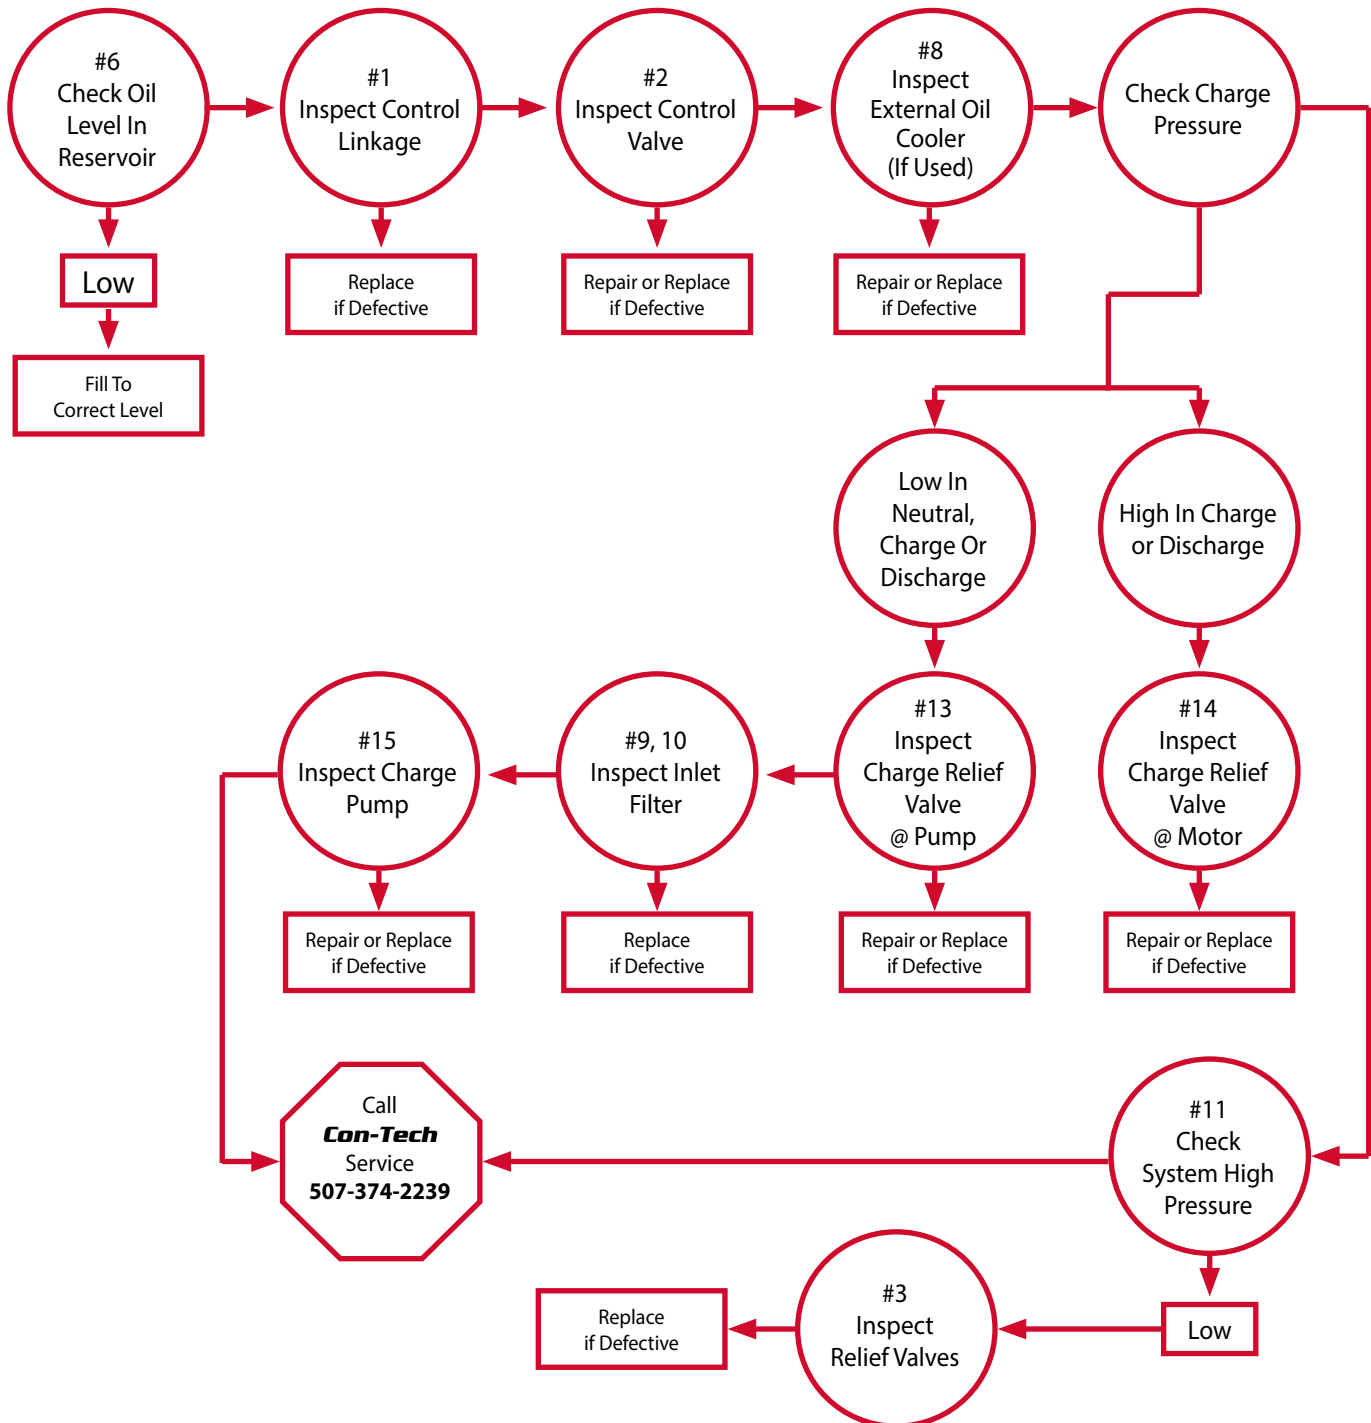 #6
Check Oil
Level In
Reservoir
#1
Inspect Control
Linkage
#2
Inspect Control
Valve
#8
Inspect
External Oil
Cooler
(If Used)
Check Charge
Pressure
Low
Fill To
Correct Level
Replace
if Defective
Repair or Replace
if Defective
Repair or Replace
if Defective
Low In
Neutral,
Charge Or
Discharge
High In Charge
or Discharge
#15
Inspect Charge
Pump
#9, 10
Inspect Inlet
Filter
#13
Inspect
Charge Relief
Valve
@ Pump
#14
Inspect
Charge Relief
Valve
@ Motor
Repair or Replace
if Defective
Replace
if Defective
Repair or Replace
if Defective
Repair or Replace
if Defective
Call
Con-Tech
Service
507-374-2239
#11
Check
System High
Pressure
Replace
if Defective
#3
Inspect
Relief Valves
Low